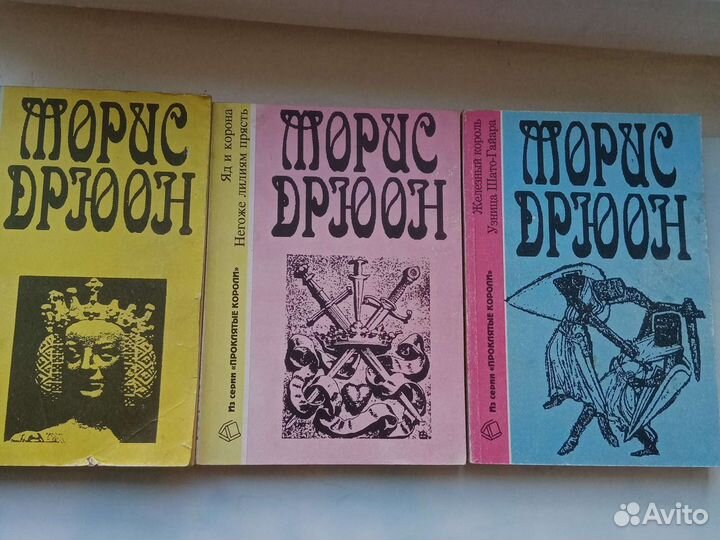 МОРИС
ДРЮОН
Яд и корона
Негоже лилиям прясть
Из серии «ПРОКЛЯТЫЕ КОРОЛИ»
МОРИС
ДРЮОН
Железный король
Узница Шато-Гайара
Из серии «ПРОКЛЯТЫЕ КОРОЛИ»
МОРИС
ДРЮОН
Avito